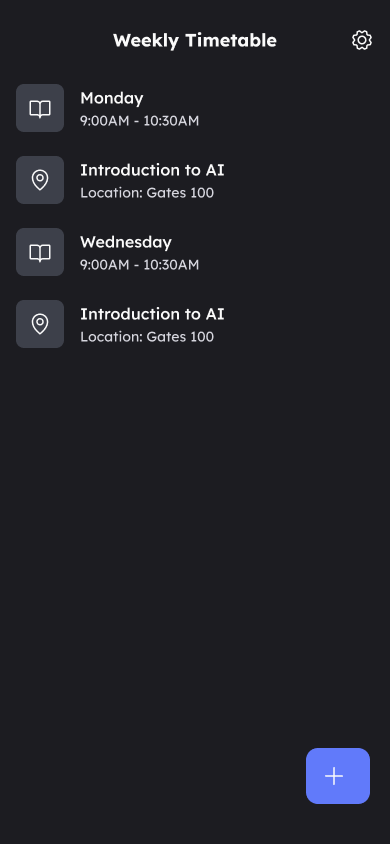 Weekly Timetable
Monday
9:00AM - 10:30AM
Introduction to AI
Location: Gates 100
Wednesday
9:00AM - 10:30AM
Introduction to AI
Location: Gates 100